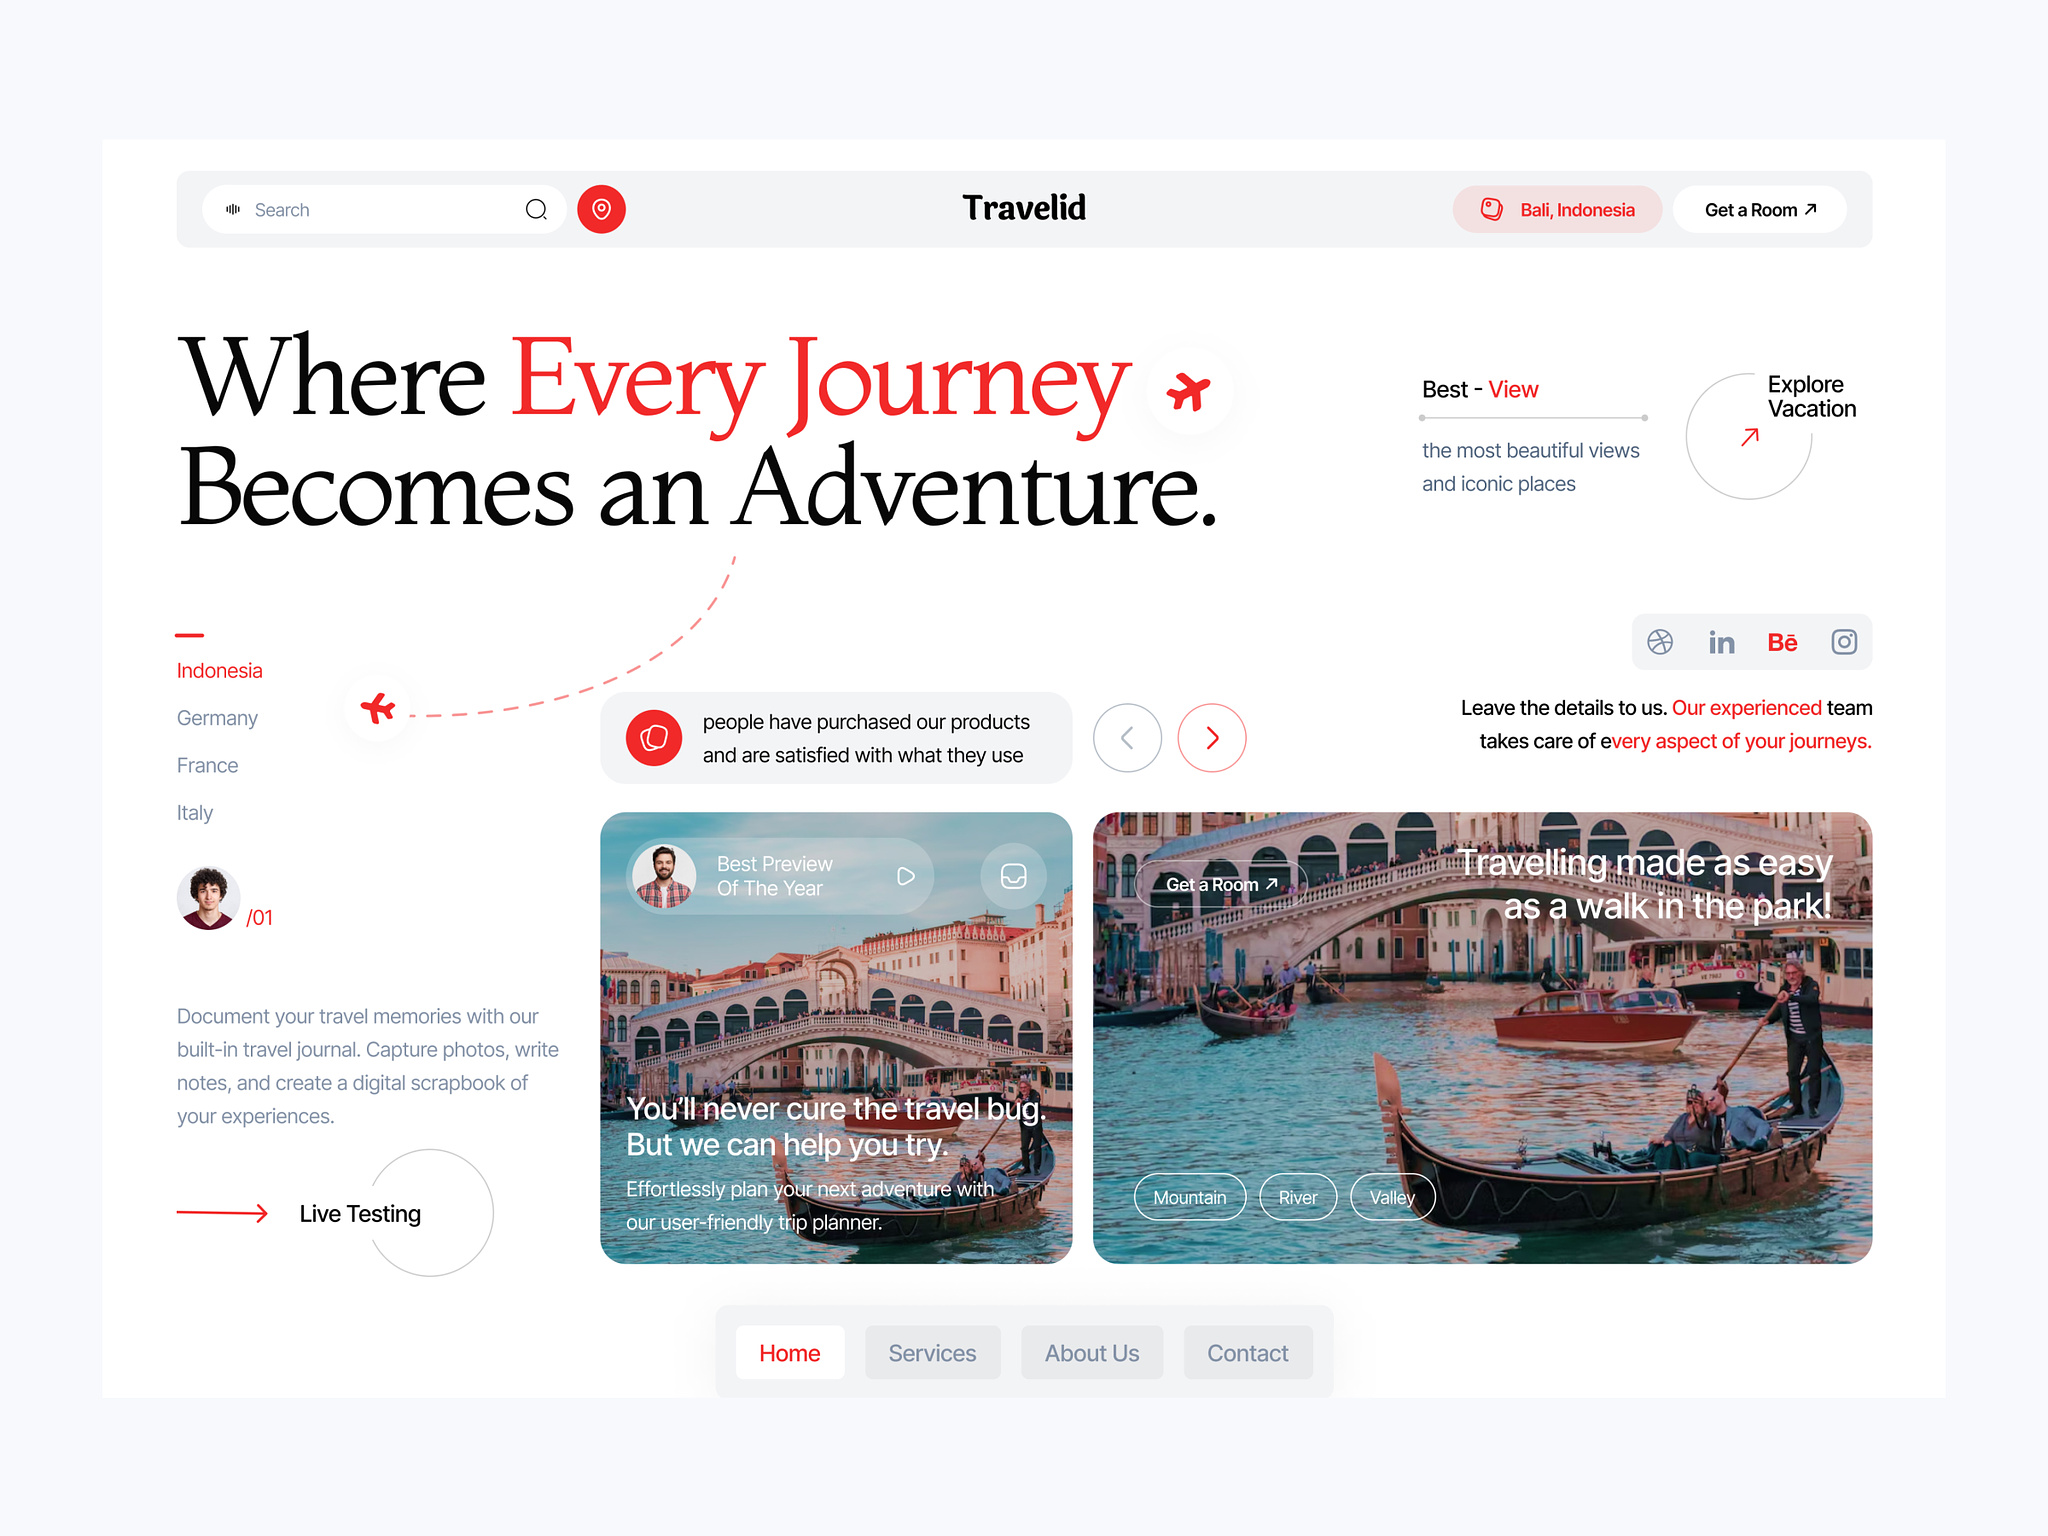 Search
Travelid
Bali, Indonesia
Get a Room
Where Every Journey
Becomes an Adventure.
Best - View
the most beautiful views
and iconic places
Explore
Vacation
Indonesia
Germany
France
Italy
/01
people have purchased our products
and are satisfied with what they use
in
Bē
Leave the details to us. Our experienced team
takes care of every aspect of your journeys.
Document your travel memories with our
built-in travel journal. Capture photos, write
notes, and create a digital scrapbook of
your experiences.
Live Testing
Best Preview
Of The Year
You'll never cure the travel bug.
But we can help you try.
Effortlessly plan your next adventure with
our user-friendly trip planner.
Get a Room
Travelling made as easy
as a walk in the park!
Mountain
River
Valley
Home
Services
About Us
Contact